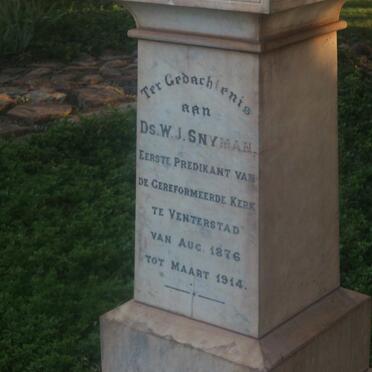 Ter Gedachtenis
aan
Ds. W. J. SNYMAN,
EERSTE PREDIKANT VAN
DE GEREFORMEERDE KERK
TE VENTERSTAD
VAN AUG. 1876
TOT MAART 1914.